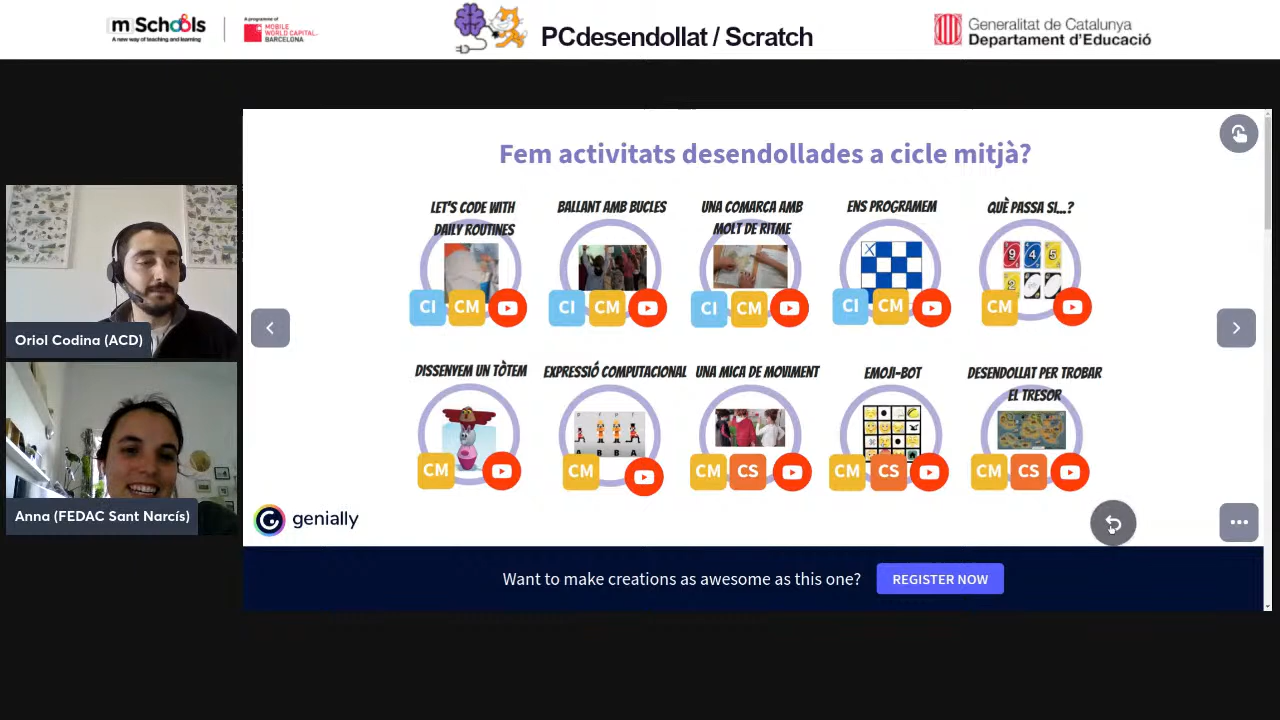 mSchools
A new way of teaching and learning
A programme of
MOBILE
WORLD CAPITAL
BARCELONA
PCdesendollat / Scratch
Generalitat de Catalunya
Departament d'Educació
Fem activitats desendollades a cicle mitjà?
LET'S CODE WITH
DAILY ROUTINES
CI CM
BALLANT AMB BUCLES
CI CM
UNA COMARCA AMB
MOLT DE RITME
CI CM
ENS PROGRAMEM
X
CI CM
QUÈ PASSA SI...?
9 4 5
2
CM
DISSENYEM UN TÒTEM
CM
EXPRESSIÓ COMPUTACIONAL
A B B A
CM
UNA MICA DE MOVIMENT
CM CS
EMOJI-BOT
CM CS
DESENDOLLAT PER TROBAR
EL TRESOR
CM CS
Oriol Codina (ACD)
Anna (FEDAC Sant Narcís)
genially
Want to make creations as awesome as this one?
REGISTER NOW